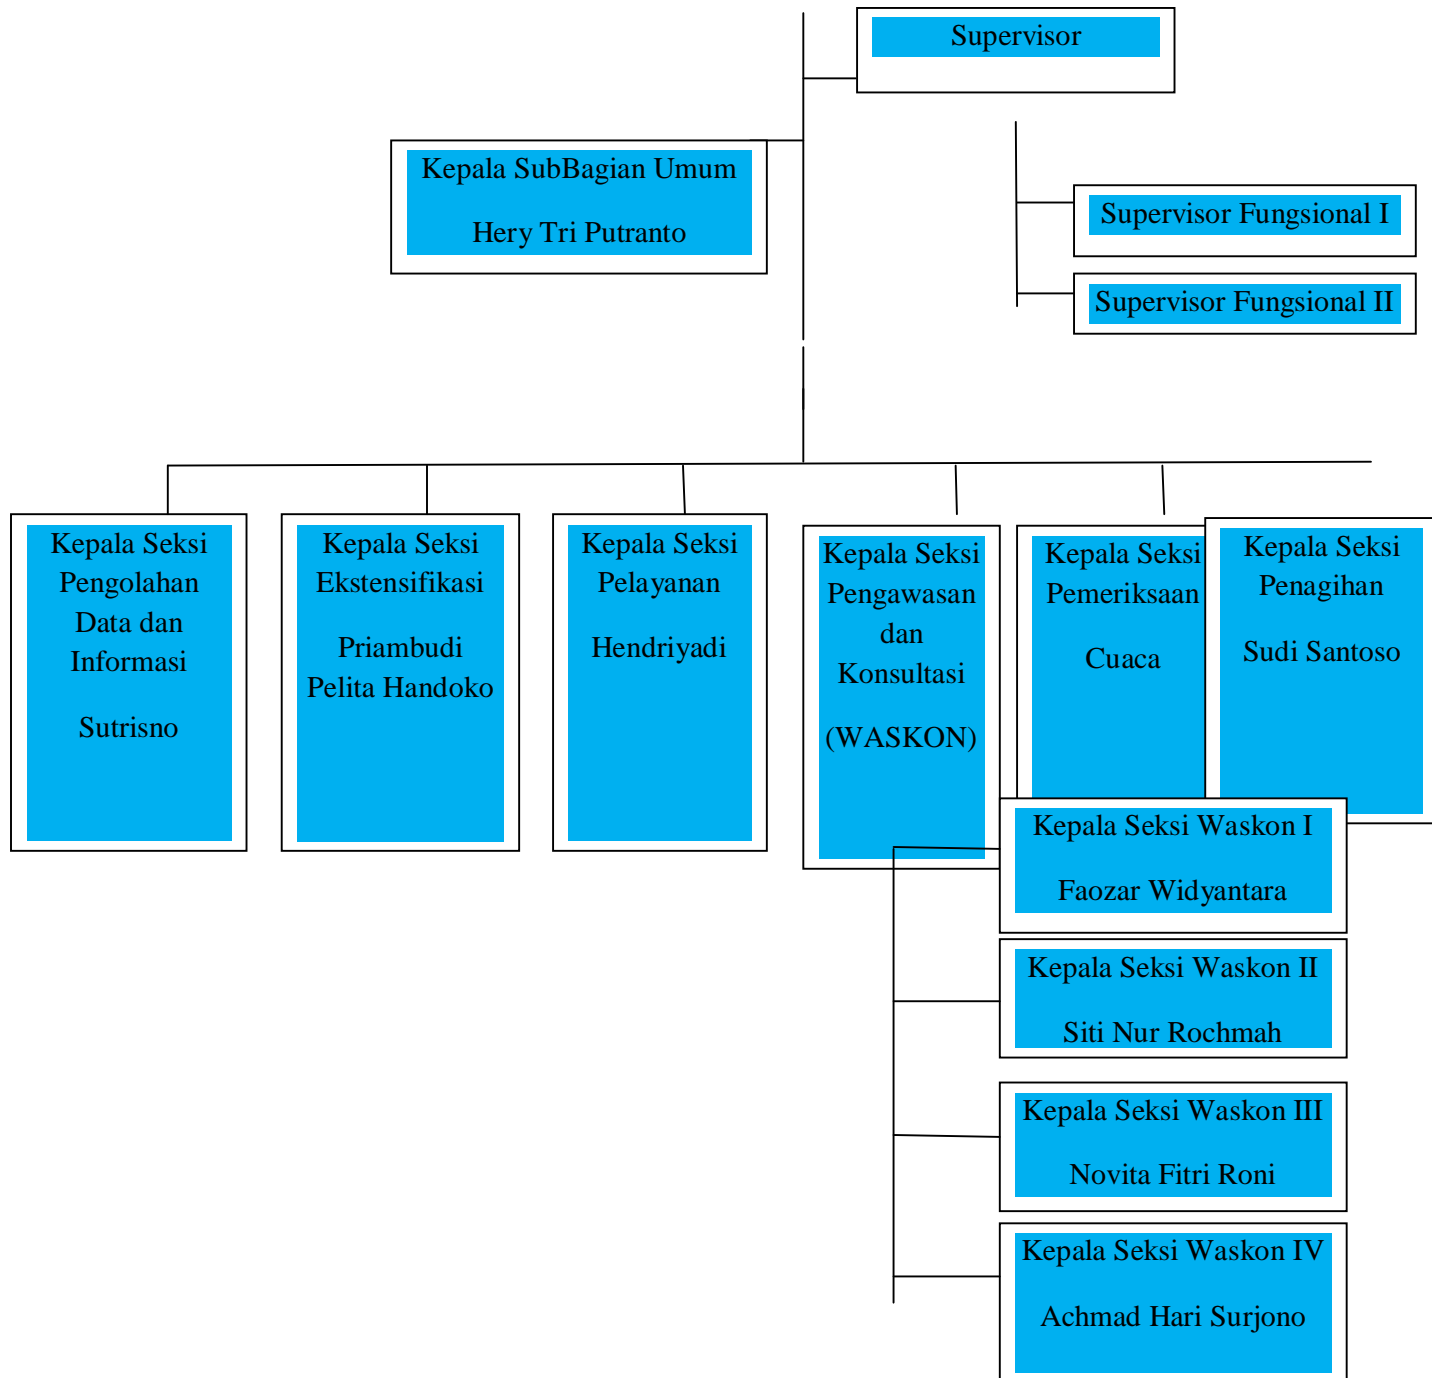 Supervisor
Kepala SubBagian Umum
Hery Tri Putranto
Supervisor Fungsional I
Supervisor Fungsional II
Kepala Seksi
Pengolahan
Data dan
Informasi
Sutrisno
Kepala Seksi
Ekstensifikasi
Priambudi
Pelita Handoko
Kepala Seksi
Pelayanan
Hendriyadi
Kepala Seksi
Pengawasan
dan
Konsultasi
(WASKON)
Kepala Seksi
Pemeriksaan
Cuaca
Kepala Seksi
Penagihan
Sudi Santoso
Kepala Seksi Waskon I
Faozar Widyantara
Kepala Seksi Waskon II
Siti Nur Rochmah
Kepala Seksi Waskon III
Novita Fitri Roni
Kepala Seksi Waskon IV
Achmad Hari Surjono